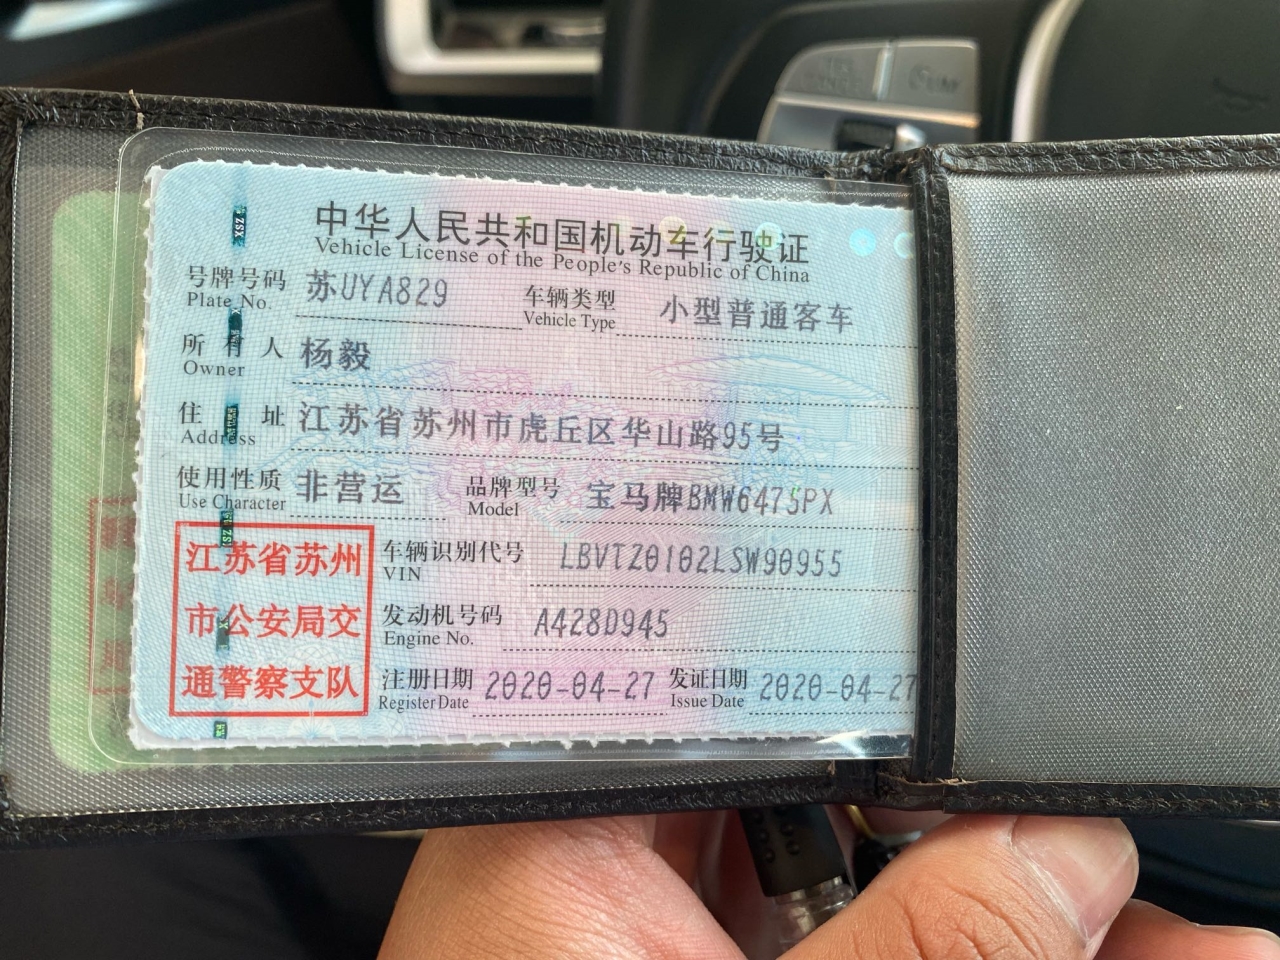 中华人民共和国机动车行驶证
Vehicle License of the People's Republic of China
号牌号码 苏UYA829 车辆类型 小型普通客车
Plate No. Vehicle Type
所有人 杨毅
Owner
住址 江苏省苏州市虎丘区华山路95号
Address
使用性质 非营运 品牌型号 宝马牌BMW6475PX
Use Character Model
江苏省苏州
市公安局交
通警察支队
车辆识别代号 LBVTZ0102LSW90955
VIN
发动机号码 A428D945
Engine No.
注册日期 2020-04-27 发证日期 2020-04-27
Register Date Issue Date
XSZ